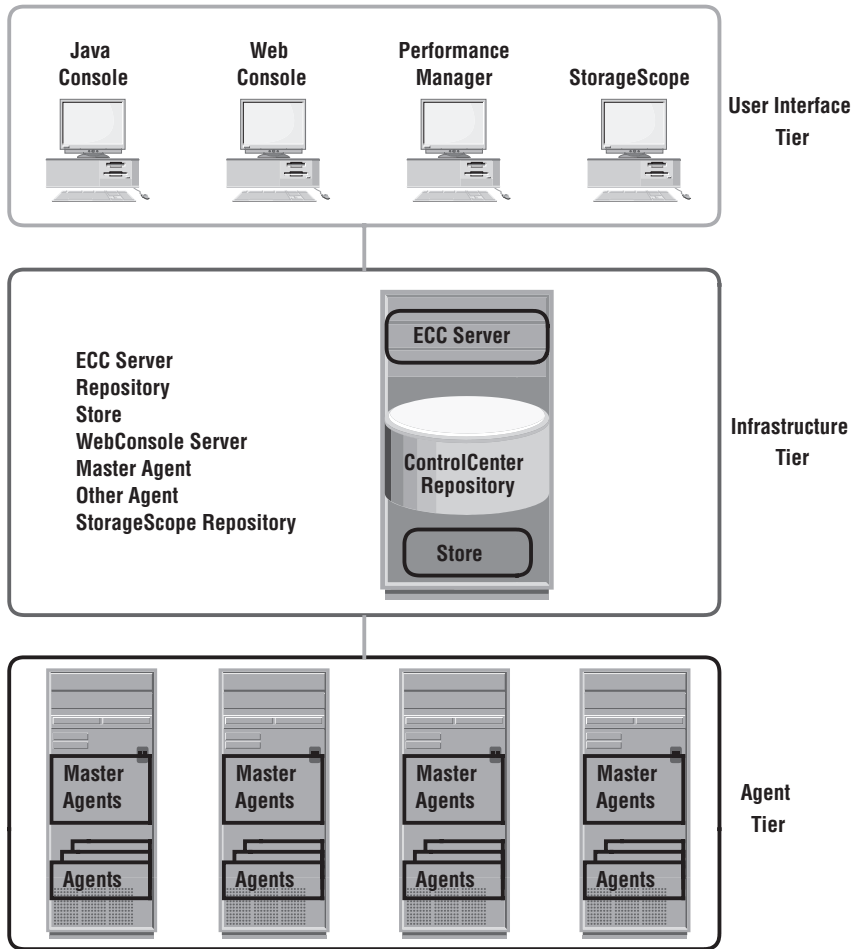 Java
Console
Web
Console
Performance
Manager
StorageScope
User Interface
Tier
ECC Server
Repository
Store
WebConsole Server
Master Agent
Other Agent
StorageScope Repository
ECC Server
ControlCenter
Repository
Store
Infrastructure
Tier
Master
Agents
Agents
Master
Agents
Agents
Master
Agents
Agents
Master
Agents
Agents
Agent
Tier